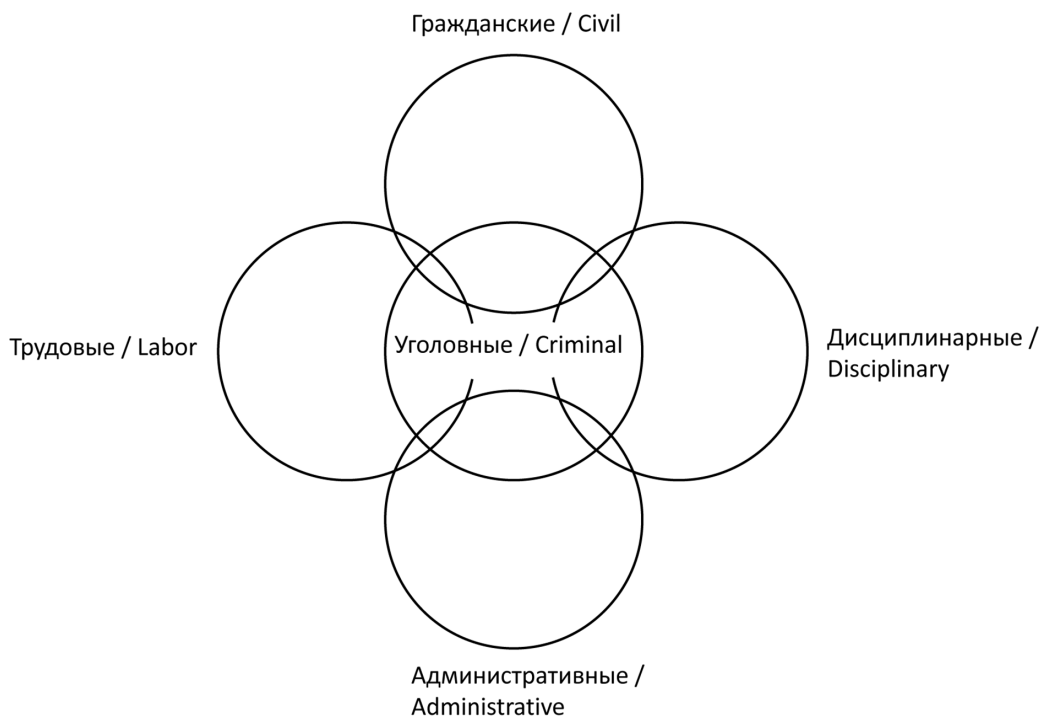 Гражданские / Civil
Трудовые / Labor
Уголовные / Criminal
Дисциплинарные /
Disciplinary
Административные /
Administrative